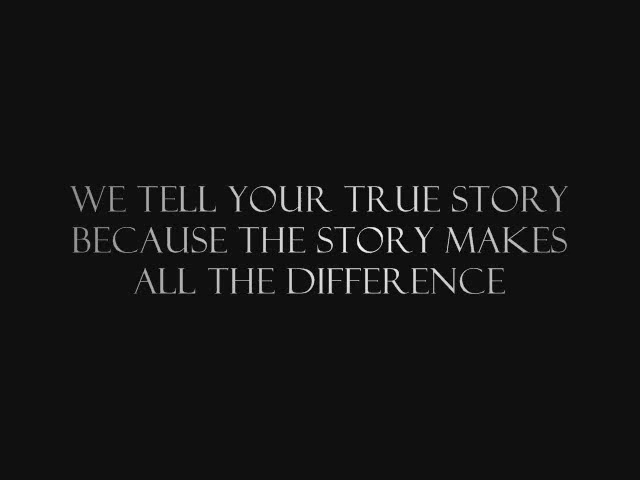 WE TELL YOUR TRUE STORY
BECAUSE THE STORY MAKES
ALL THE DIFFERENCE